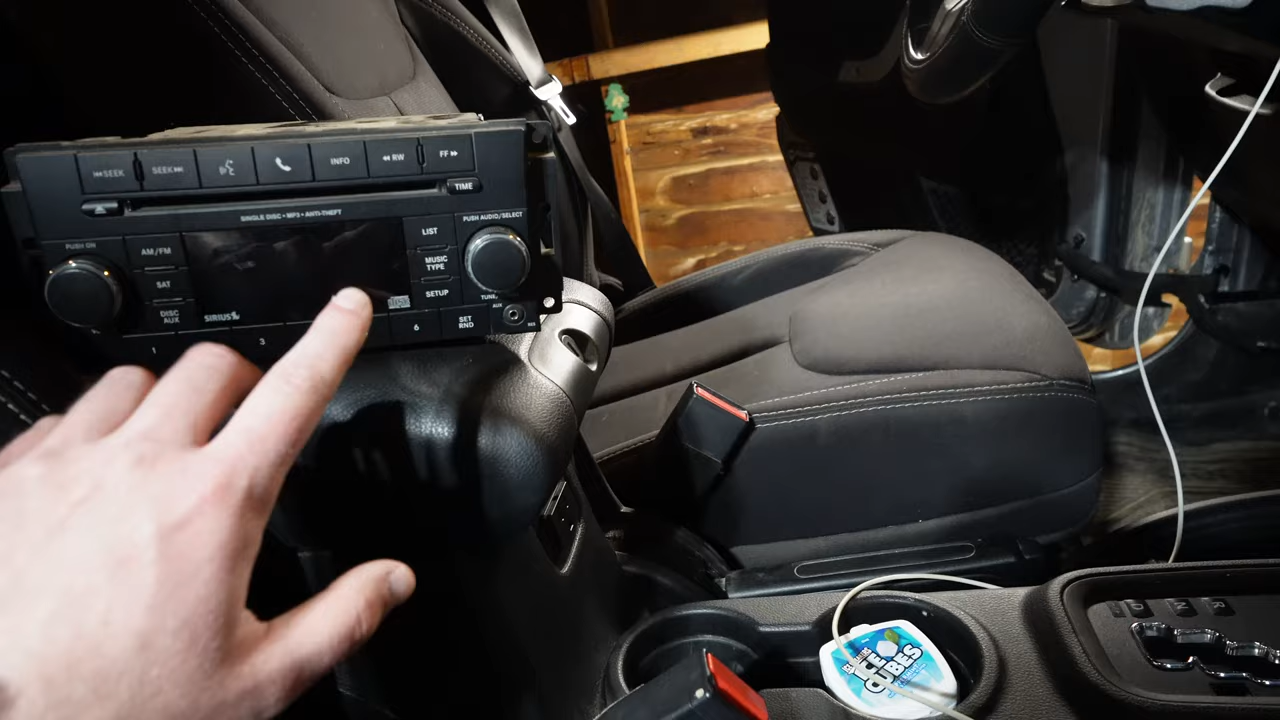 ⏮SEEK
SEEK⏭
INFO
◀◀ RW
FF ▶▶
TIME
SINGLE DISC • MP3 • ANTI-THEFT
PUSH AUDIO/SELECT
PUSH ON
AM/FM
SAT
DISC
AUX
LIST
MUSIC
TYPE
SETUP
SIRIUS
TUNE
AUX
1
3
6
SET
RND
ICE
CUBES
D
N
R